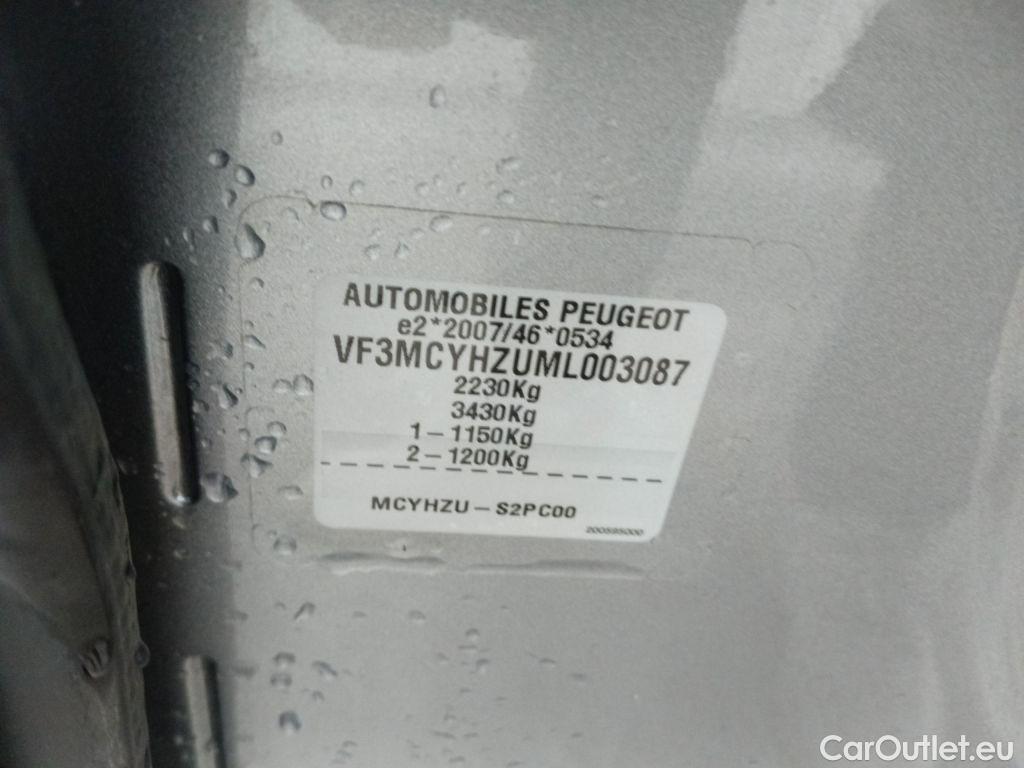 AUTOMOBILES PEUGEOT
e2*2007/46*0534
VF3MCYHZUML003087
2230Kg
3430Kg
1-1150Kg
2-1200Kg
MCYHZU-S2PC00
200595000
CarOutlet.eu